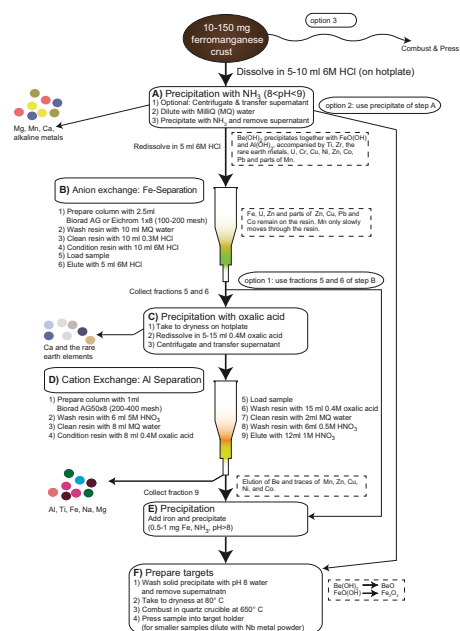 10-150 mg
ferromanganese
crust
option 3
Combust & Press
Dissolve in 5-10 ml 6M HCl (on hotplate)
A) Precipitation with NH3 (8<pH<9)
1) Optional: Centrifugate & transfer supernatant
2) Dilute with MilliQ (MQ) water
3) Precipitate with NH3 and remove supernatant
option 2: use precipitate of step A
Mg, Mn, Ca,
alkaline metals
Redissolve in 5 ml 6M HCl
Be(OH)2 precipitates together with FeO(OH)
and Al(OH)3, accompanied by Ti, Zr, the
rare earth metals, U, Cr, Cu, Ni, Zn, Co,
Pb and parts of Mn.
B) Anion exchange: Fe-Separation
1) Prepare column with 2.5ml
Biorad AG or Eichrom 1x8 (100-200 mesh)
2) Wash resin with 10 ml MQ water
3) Clean resin with 10 ml 0.3M HCl
4) Condition resin with 10 ml 6M HCl
5) Load sample
6) Elute with 5 ml 6M HCl
Fe, U, Zn and parts of Zn, Cu, Pb and
Co remain on the resin. Mn only slowly
moves through the resin.
option 1: use fractions 5 and 6 of step B
Collect fractions 5 and 6
C) Precipitation with oxalic acid
1) Take to dryness on hotplate
2) Redissolve in 5-15 ml 0.4M oxalic acid
3) Centrifugate and transfer supernatant
Ca and the rare
earth elements
D) Cation Exchange: Al Separation
1) Prepare column with 1ml
Biorad AG50x8 (200-400 mesh)
2) Wash resin with 6 ml 5M HNO3
3) Clean resin with 8 ml MQ water
4) Condition resin with 8 ml 0.4M oxalic acid
5) Load sample
6) Wash resin with 15 ml 0.4M oxalic acid
7) Clean resin with 2ml MQ water
8) Wash resin with 6ml 0.5M HNO3
9) Elute with 12ml 1M HNO3
Al, Ti, Fe, Na, Mg
Collect fraction 9
Elution of Be and traces of Mn, Zn, Cu,
Ni, and Co.
E) Precipitation
Add iron and precipitate
(0.5-1 mg Fe, NH3, pH>8)
F) Prepare targets
1) Wash solid precipitate with pH 8 water
and remove supernatatn
2) Take to dryness at 80° C
3) Combust in quartz crucible at 650° C
4) Press sample into target holder
(for smaller samples dilute with Nb metal powder)
Be(OH)2 → BeO
FeO(OH) → Fe2O3